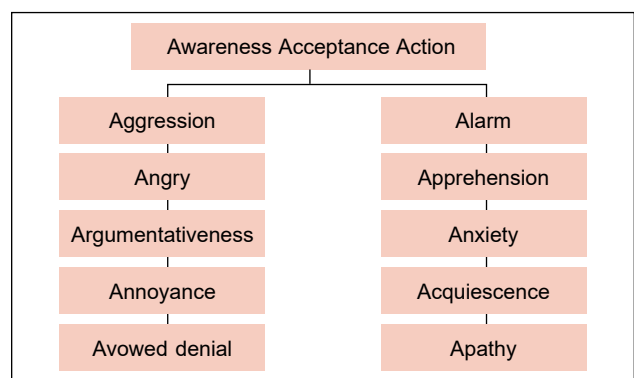 Awareness Acceptance Action
Aggression
Angry
Argumentativeness
Annoyance
Avowed denial
Alarm
Apprehension
Anxiety
Acquiescence
Apathy